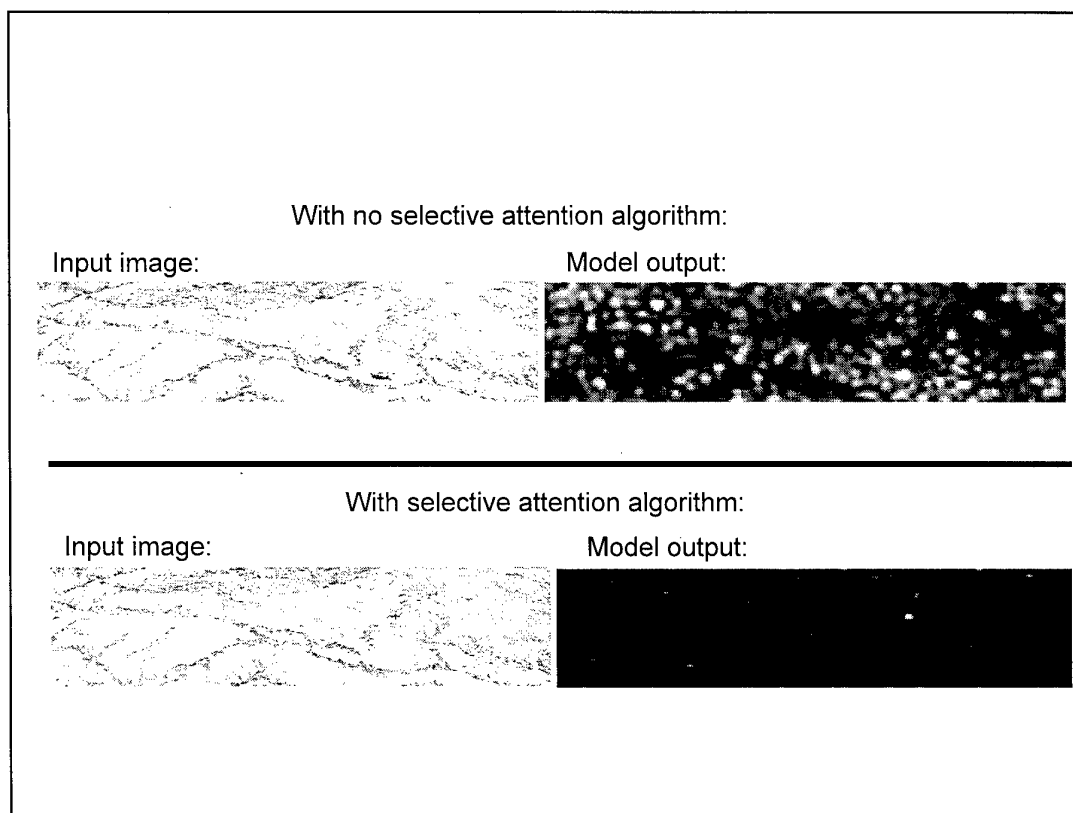 With no selective attention algorithm:
Input image:
Model output:
With selective attention algorithm:
Input image:
Model output: